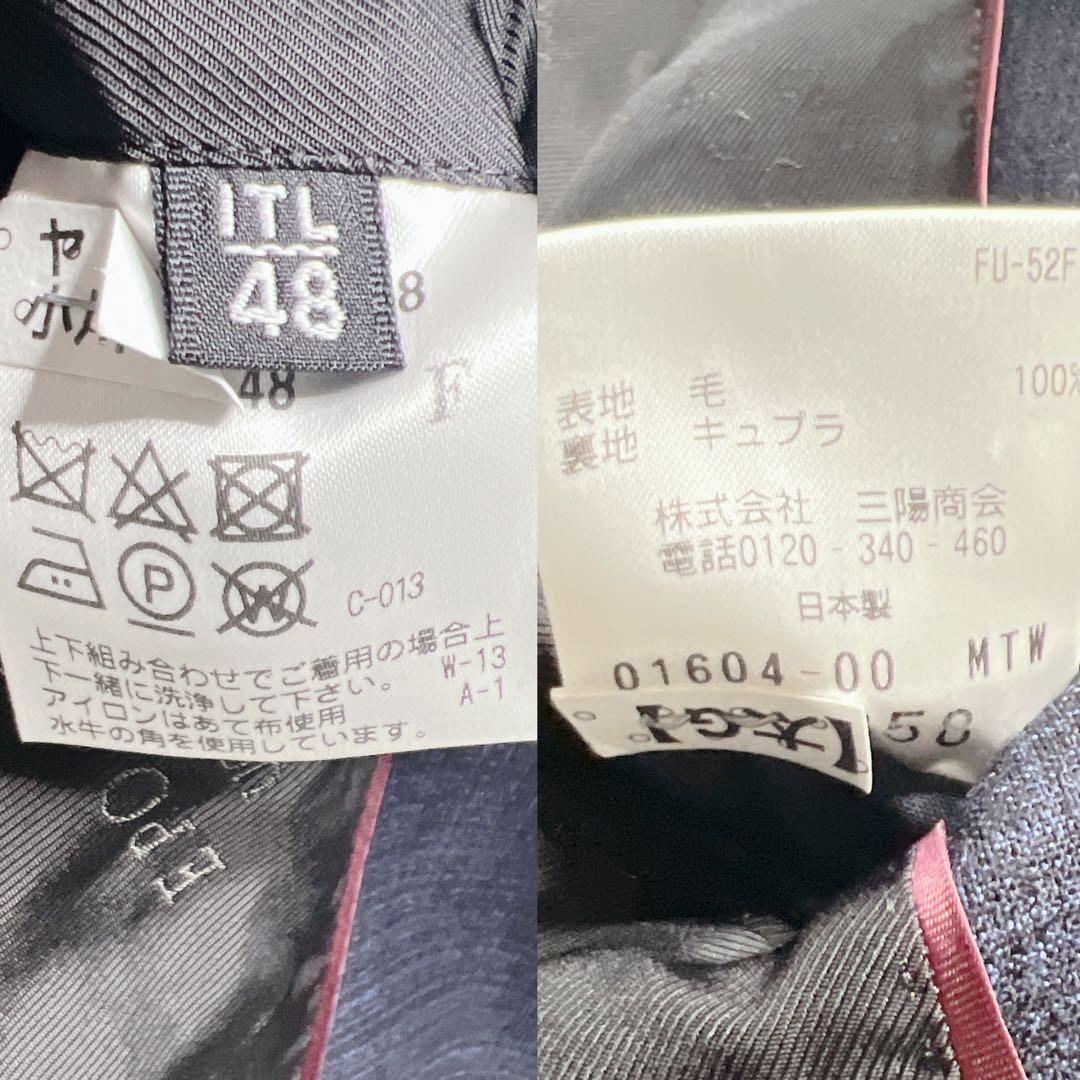 ITL
48
8
ヤ
48
F
P
W
C-013
上下組み合わせでご着用の場合上
下一緒に洗浄して下さい。
W-13
アイロンはあて布使用
A-1
水牛の角を使用しています。
FU-52F
表地 毛 100%
裏地 キュプラ
株式会社 三陽商会
電話0120-340-460
日本製
01604-00 MTW